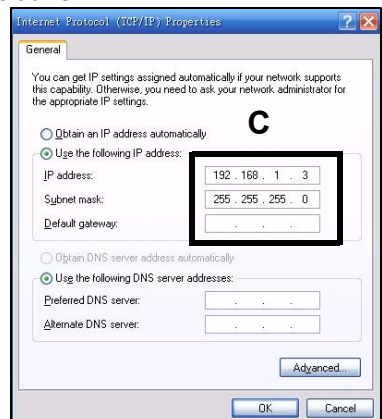 Internet Protocol (TCP/IP) Properties
General
You can get IP settings assigned automatically if your network supports
this capability. Otherwise, you need to ask your network administrator for
the appropriate IP settings.
Obtain an IP address automatically
C
Use the following IP address:
IP address: 192 . 168 . 1 . 3
Subnet mask: 255 . 255 . 255 . 0
Default gateway: . . .
Obtain DNS server address automatically
Use the following DNS server addresses:
Preferred DNS server: . . .
Alternate DNS server: . . .
Advanced...
OK Cancel